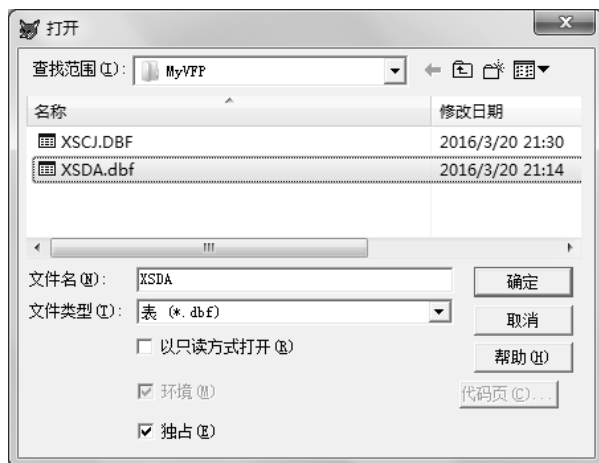 打开
查找范围(I): MyVFP
名称 修改日期
XSCJ.DBF 2016/3/20 21:30
XSDA.dbf 2016/3/20 21:14
文件名(N): XSDA 确定
文件类型(T): 表 (*.dbf) 取消
以只读方式打开(R) 帮助(H)
环境(M) 代码页(C)...
独占(E)